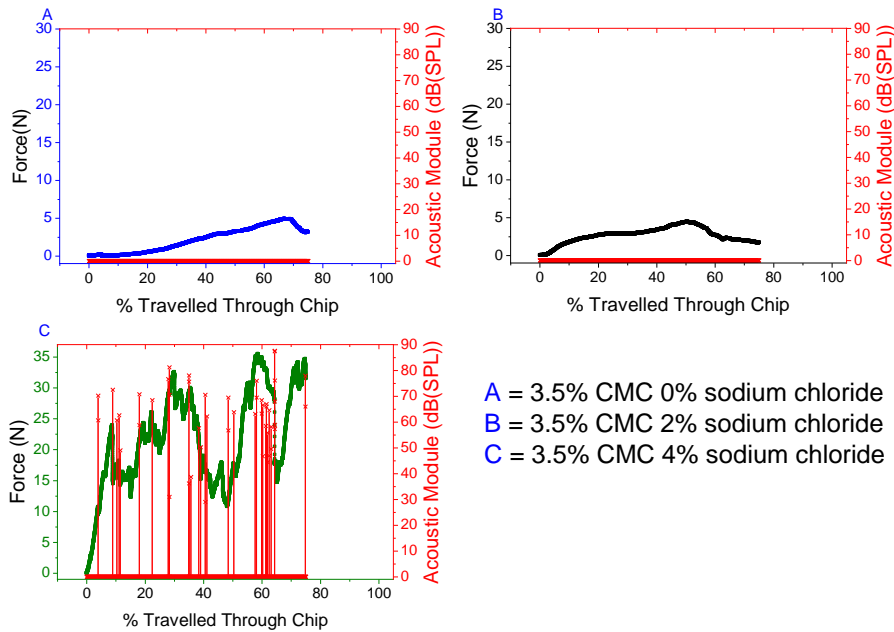 A
30
25
20
15
10
5
0
Force(N)
90
80
70
60
50
40
30
20
10
0
Acoustic Module (dB(SPL))
0 20 40 60 80 100
% Travelled Through Chip
B
30
25
20
15
10
5
0
Force (N)
90
80
70
60
50
40
30
20
10
0
Acoustic Module (dB(SPL))
0 20 40 60 80 100
% Travelled Through Chip
C
35
30
25
20
15
10
5
0
Force (N)
90
80
70
60
50
40
30
20
10
0
Acoustic Module (dB(SPL))
0 20 40 60 80 100
% Travelled Through Chip
A = 3.5% CMC 0% sodium chloride
B = 3.5% CMC 2% sodium chloride
C = 3.5% CMC 4% sodium chloride